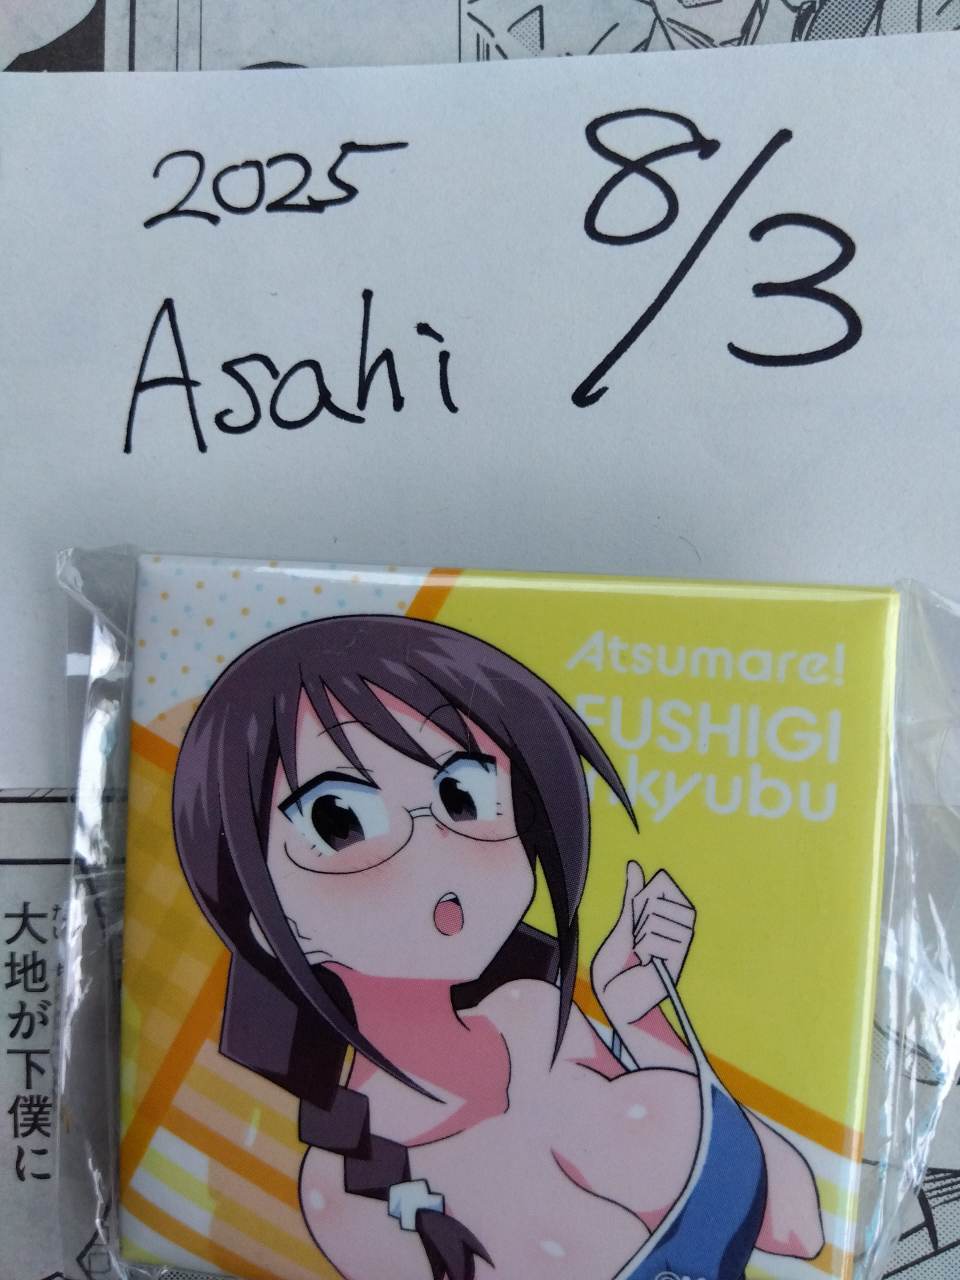 2025 8/3
Asahi
Atsumare!
FUSHIGI
kyubu
大地が下僕に